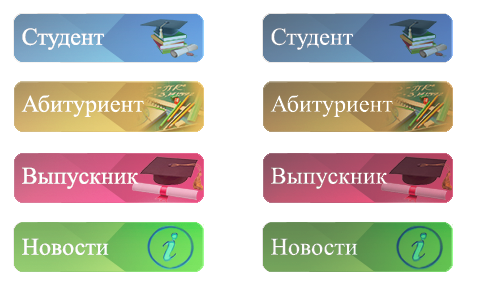 Студент
Студент
Абитуриент
Абитуриент
Выпускник
Выпускник
Новости
Новости